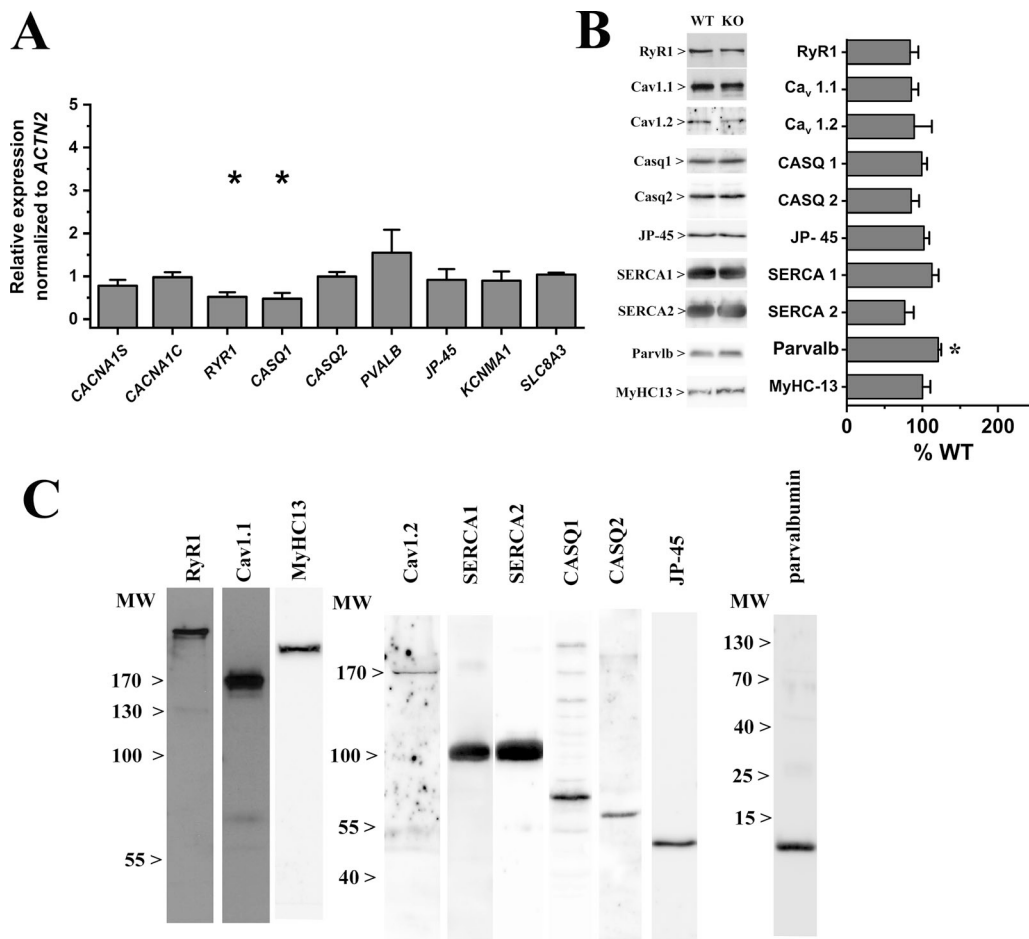 A
Relative expression
normalized to ACTN2
5
4
3
2
1
0
*
*
CACNA1S
CACNA1C
RYR1
CASQ1
CASQ2
PVALB
JP-45
KCNMA1
SLC8A3
B
WT KO
RyR1 >
Cav1.1 >
Cav1.2 >
Casq1 >
Casq2 >
JP-45 >
SERCA1 >
SERCA2 >
Parvlb >
MyHC13 >
RyR1
Cav 1.1
Cav 1.2
CASQ 1
CASQ 2
JP- 45
SERCA 1
SERCA 2
Parvalb
*
MyHC-13
0 100 200
% WT
C
RyR1
Cav1.1
MyHC13
MW
170 >
130 >
100 >
55 >
Cav1.2
SERCA1
SERCA2
CASQ1
CASQ2
JP-45
MW
170 >
100 >
55 >
40 >
parvalbumin
MW
130 >
70 >
40 >
25 >
15 >